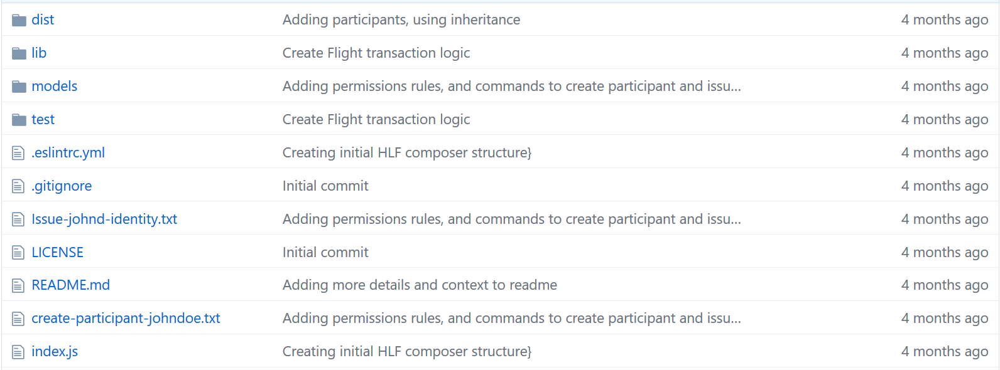 dist Adding participants, using inheritance 4 months ago
lib Create Flight transaction logic 4 months ago
models Adding permissions rules, and commands to create participant and issu... 4 months ago
test Create Flight transaction logic 4 months ago
.eslintrc.yml Creating initial HLF composer structure} 4 months ago
.gitignore Initial commit 4 months ago
Issue-johnd-identity.txt Adding permissions rules, and commands to create participant and issu... 4 months ago
LICENSE Initial commit 4 months ago
README.md Adding more details and context to readme 4 months ago
create-participant-johndoe.txt Adding permissions rules, and commands to create participant and issu... 4 months ago
index.js Creating initial HLF composer structure} 4 months ago